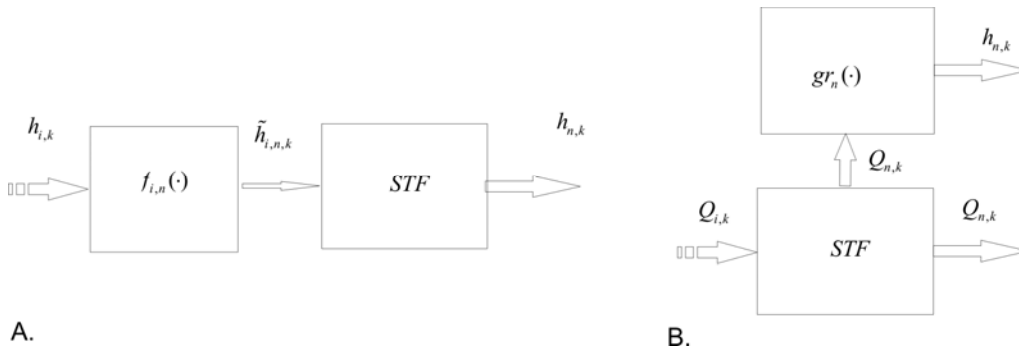 h_{i,k}
f_{i,n}(·)
h̃_{i,n,k}
STF
h_{n,k}
A.
gr_n(·)
h_{n,k}
Q_{n,k}
Q_{i,k}
STF
Q_{n,k}
B.